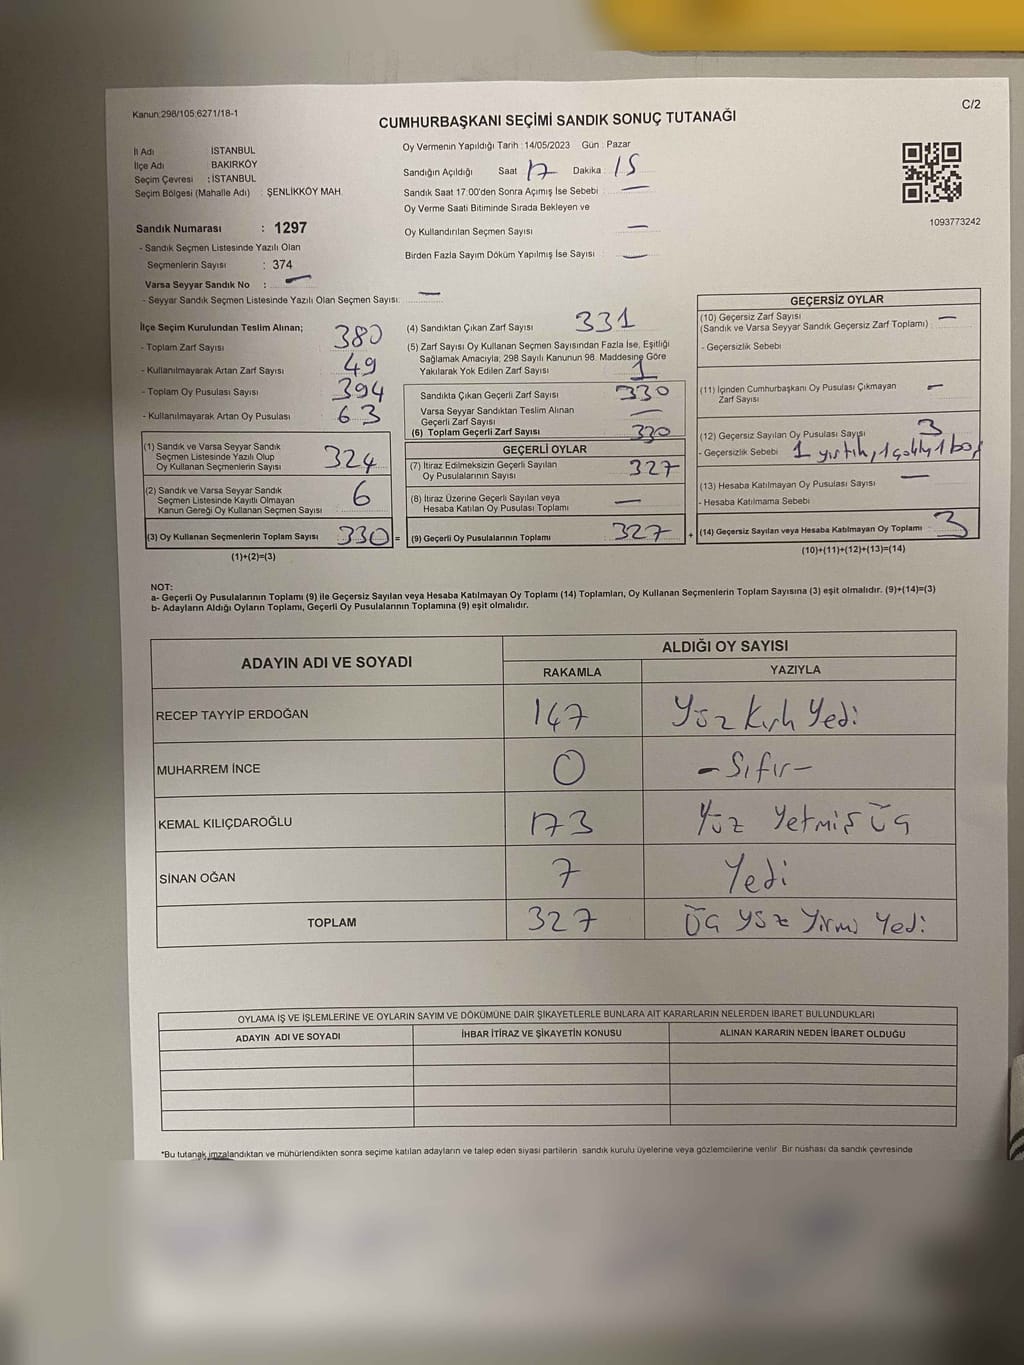 Kanun:298/105;6271/18-1
C/2
CUMHURBAŞKANI SEÇİMİ SANDIK SONUÇ TUTANAĞI
İl Adı İSTANBUL
İlçe Adı BAKIRKÖY
Seçim Çevresi : İSTANBUL
Seçim Bölgesi (Mahalle Adı) : ŞENLİKKÖY MAH.
Oy Vermenin Yapıldığı Tarih : 14/05/2023 Gün : Pazar
Sandığın Açıldığı Saat 17 Dakika : 15
Sandık Saat 17.00'den Sonra Açımış İse Sebebi : —
Oy Verme Saati Bitiminde Sırada Bekleyen ve
Oy Kullandırılan Seçmen Sayısı —
Birden Fazla Sayım Döküm Yapılmış İse Sayısı : —
1093773242
Sandık Numarası : 1297
- Sandık Seçmen Listesinde Yazılı Olan
Seçmenlerin Sayısı : 374
Varsa Seyyar Sandık No : —
- Seyyar Sandık Seçmen Listesinde Yazılı Olan Seçmen Sayısı: —
İlçe Seçim Kurulundan Teslim Alınan;
- Toplam Zarf Sayısı 380
- Kullanılmayarak Artan Zarf Sayısı 49
- Toplam Oy Pusulası Sayısı 394
- Kullanılmayarak Artan Oy Pusulası 63
(1) Sandık ve Varsa Seyyar Sandık
Seçmen Listesinde Yazılı Olup
Oy Kullanan Seçmenlerin Sayısı 324
(2) Sandık ve Varsa Seyyar Sandık
Seçmen Listesinde Kayıtlı Olmayan
Kanun Gereği Oy Kullanan Seçmen Sayısı 6
(3) Oy Kullanan Seçmenlerin Toplam Sayısı 330 =
(1)+(2)=(3)
(4) Sandıktan Çıkan Zarf Sayısı 331
(5) Zarf Sayısı Oy Kullanan Seçmen Sayısından Fazla İse, Eşitliği
Sağlamak Amacıyla; 298 Sayılı Kanunun 98. Maddesine Göre
Yakılarak Yok Edilen Zarf Sayısı 1
Sandıkta Çıkan Geçerli Zarf Sayısı 330
Varsa Seyyar Sandıktan Teslim Alınan
Geçerli Zarf Sayısı —
(6) Toplam Geçerli Zarf Sayısı 330
GEÇERLİ OYLAR
(7) İtiraz Edilmeksizin Geçerli Sayılan
Oy Pusulalarının Sayısı 327
(8) İtiraz Üzerine Geçerli Sayılan veya
Hesaba Katılan Oy Pusulası Toplamı —
(9) Geçerli Oy Pusulalarının Toplamı 327 +
GEÇERSİZ OYLAR
(10) Geçersiz Zarf Sayısı —
(Sandık ve Varsa Seyyar Sandık Geçersiz Zarf Toplamı) :
- Geçersizlik Sebebi
(11) İçinden Cumhurbaşkanı Oy Pusulası Çıkmayan —
Zarf Sayısı
(12) Geçersiz Sayılan Oy Pusulası Sayısı 3
- Geçersizlik Sebebi 1 yırtık, 1 çoklu, 1 boş
(13) Hesaba Katılmayan Oy Pusulası Sayısı —
- Hesaba Katılmama Sebebi
(14) Geçersiz Sayılan veya Hesaba Katılmayan Oy Toplamı 3
(10)+(11)+(12)+(13)=(14)
NOT:
a- Geçerli Oy Pusulalarının Toplamı (9) ile Geçersiz Sayılan veya Hesaba Katılmayan Oy Toplamı (14) Toplamları, Oy Kullanan Seçmenlerin Toplam Sayısına (3) eşit olmalıdır. (9)+(14)=(3)
b- Adayların Aldığı Oyların Toplamı, Geçerli Oy Pusulalarının Toplamına (9) eşit olmalıdır.
ADAYIN ADI VE SOYADI ALDIĞI OY SAYISI
RAKAMLA YAZIYLA
RECEP TAYYİP ERDOĞAN 147 Yüz kırk Yedi
MUHARREM İNCE 0 - Sıfır -
KEMAL KILIÇDAROĞLU 173 Yüz Yetmiş üç
SİNAN OĞAN 7 Yedi
TOPLAM 327 Üç yüz Yirmi Yedi
OYLAMA İŞ VE İŞLEMLERİNE VE OYLARIN SAYIM VE DÖKÜMÜNE DAİR ŞİKAYETLERLE BUNLARA AİT KARARLARIN NELERDEN İBARET BULUNDUKLARI
ADAYIN ADI VE SOYADI İHBAR İTİRAZ VE ŞİKAYETİN KONUSU ALINAN KARARIN NEDEN İBARET OLDUĞU
*Bu tutanak imzalandıktan ve mühürlendikten sonra seçime katılan adayların ve talep eden siyasi partilerin sandık kurulu üyelerine veya gözlemcilerine verilir. Bir nüshası da sandık çevresinde